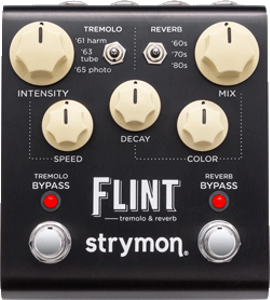 TREMOLO
REVERB
'61 harm
'63
tube
'65 photo
'60s
'70s
'80s
INTENSITY
MIX
DECAY
SPEED
COLOR
TREMOLO
BYPASS
REVERB
BYPASS
FLINT
tremolo & reverb
strymon®